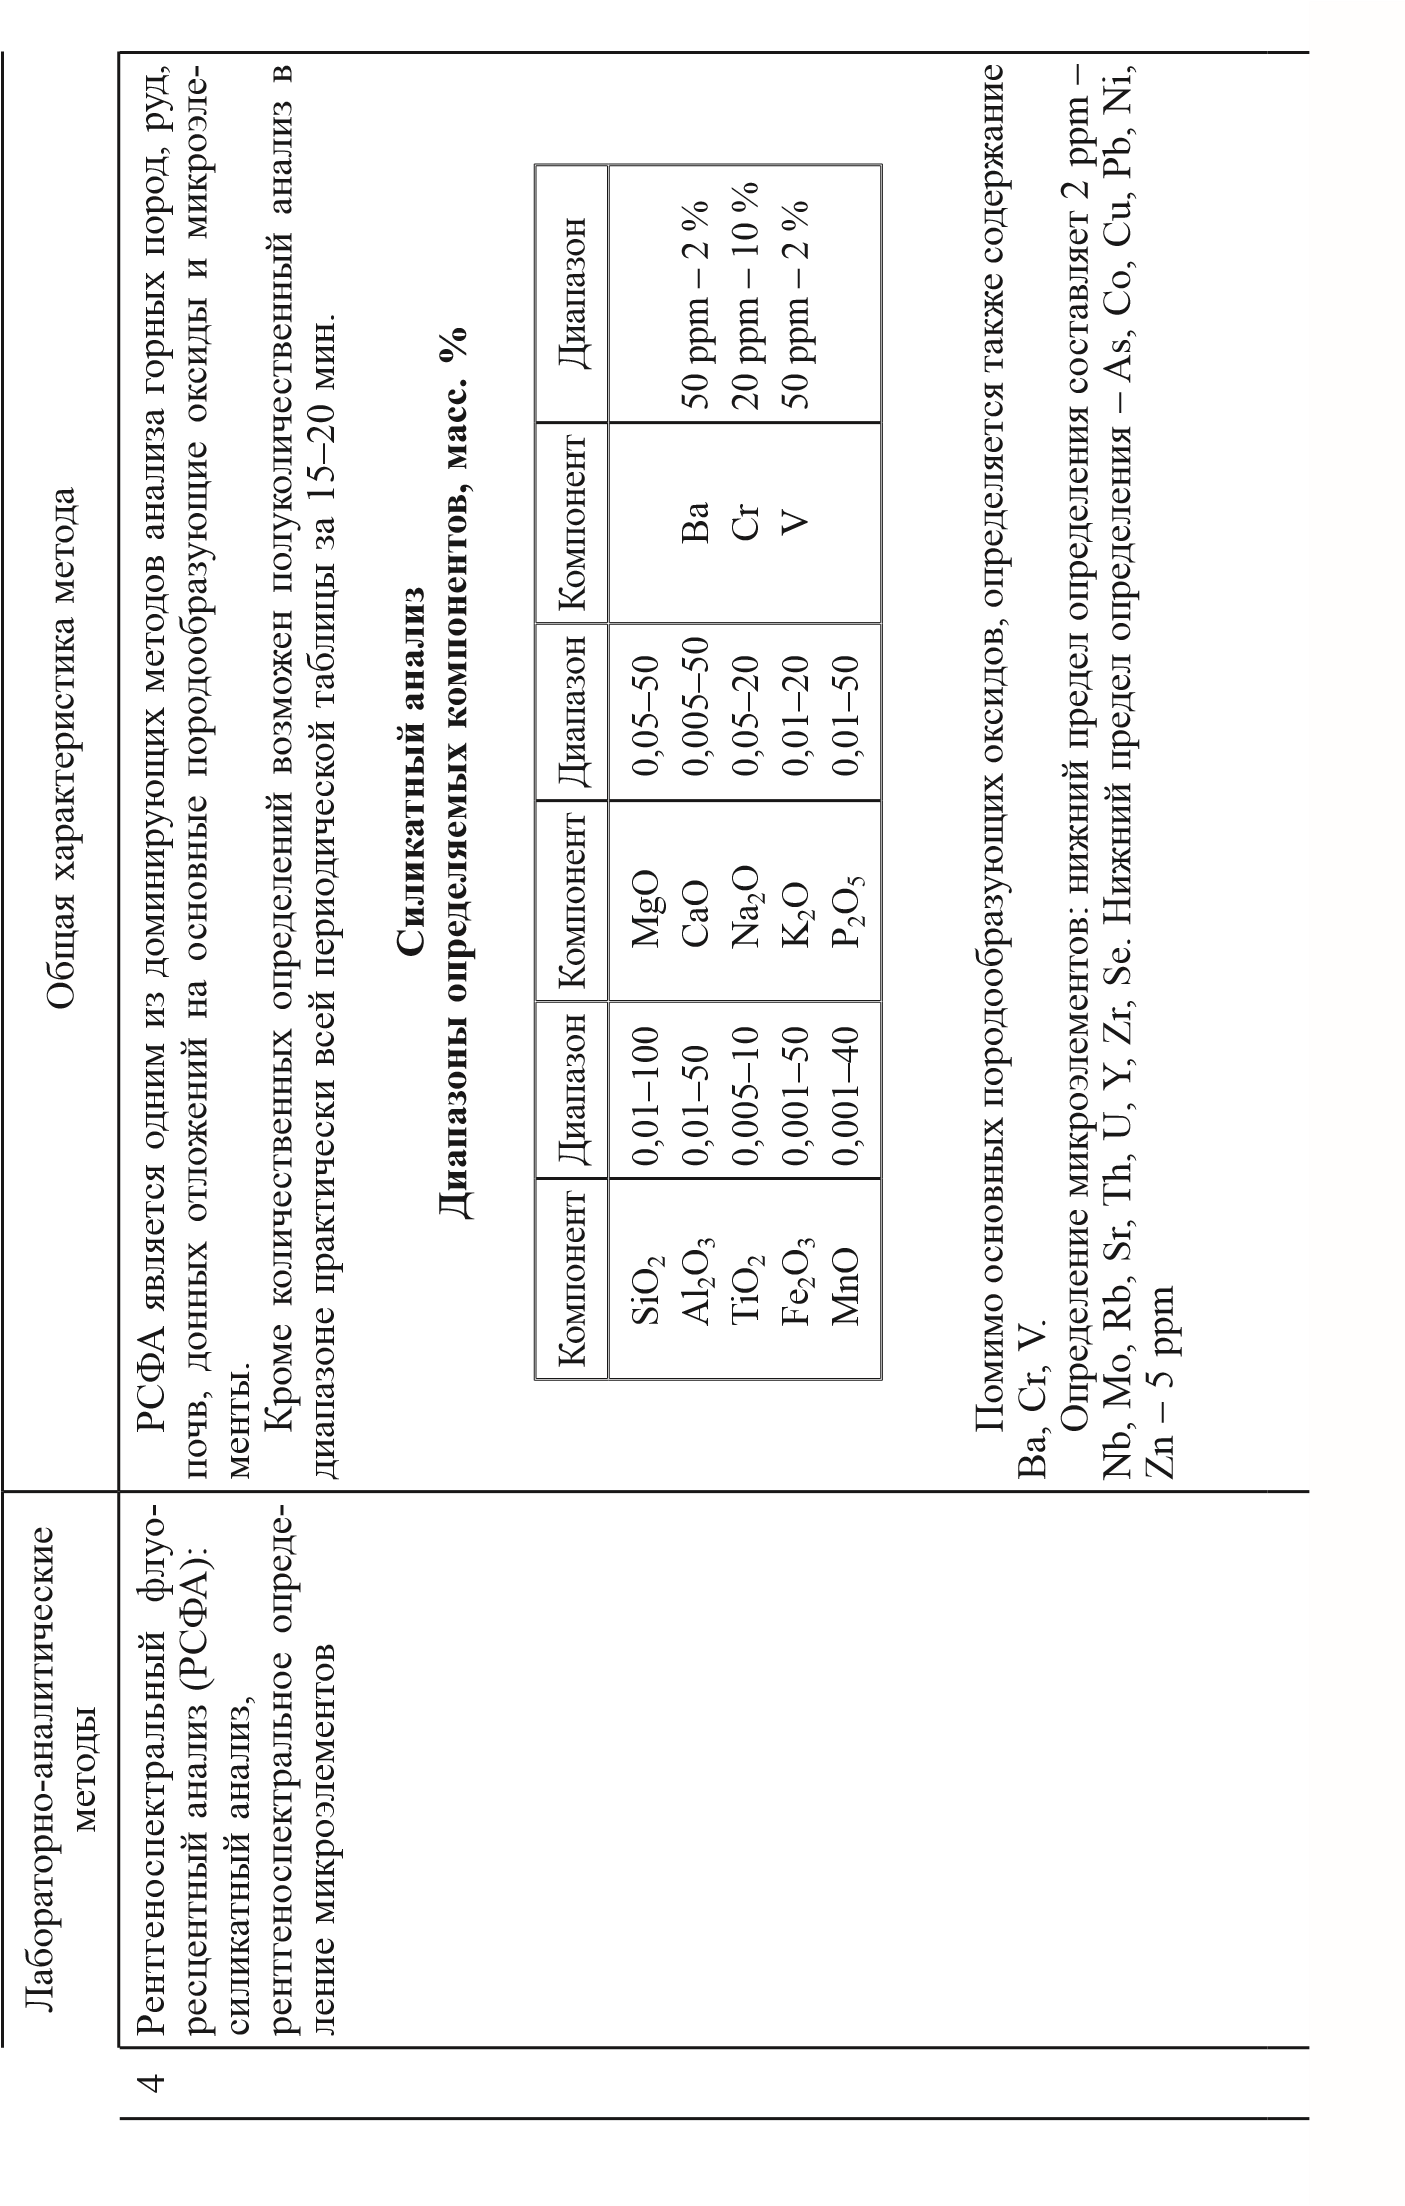 Лабораторно-аналитические
методы
Общая характеристика метода
4
Рентгеноспектральный флуо-
ресцентный анализ (РСФА):
силикатный анализ,
рентгеноспектральное опреде-
ление микроэлементов
РСФА является одним из доминирующих методов анализа горных пород, руд,
почв, донных отложений на основные породообразующие оксиды и микроэле-
менты.
Кроме количественных определений возможен полуколичественный анализ в
диапазоне практически всей периодической таблицы за 15–20 мин.
Силикатный анализ
Диапазоны определяемых компонентов, масс. %
Компонент Диапазон Компонент Диапазон Компонент Диапазон
SiO₂ 0,01–100 MgO 0,05–50
Al₂O₃ 0,01–50 CaO 0,005–50 Ba 50 ppm – 2 %
TiO₂ 0,005–10 Na₂O 0,05–20 Cr 20 ppm – 10 %
Fe₂O₃ 0,001–50 K₂O 0,01–20 V 50 ppm – 2 %
MnO 0,001–40 P₂O₅ 0,01–50
Помимо основных породообразующих оксидов, определяется также содержание
Ba, Cr, V.
Определение микроэлементов: нижний предел определения составляет 2 ppm –
Nb, Mo, Rb, Sr, Th, U, Y, Zr, Se. Нижний предел определения – As, Co, Cu, Pb, Ni,
Zn – 5 ppm